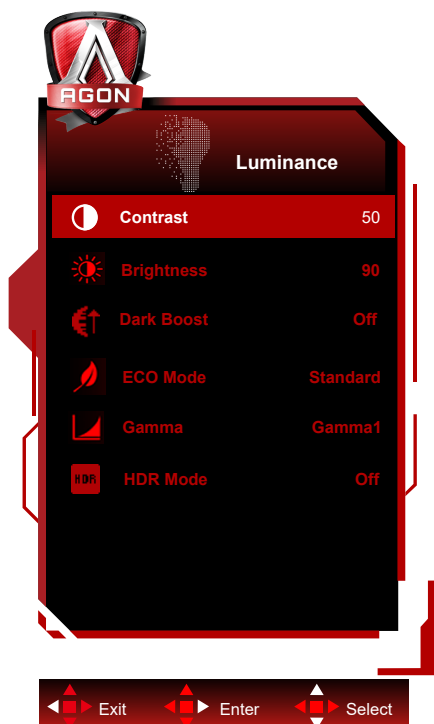 AGON
Luminance
Contrast 50
Brightness 90
Dark Boost Off
ECO Mode Standard
Gamma Gamma1
HDR HDR Mode Off
Exit Enter Select